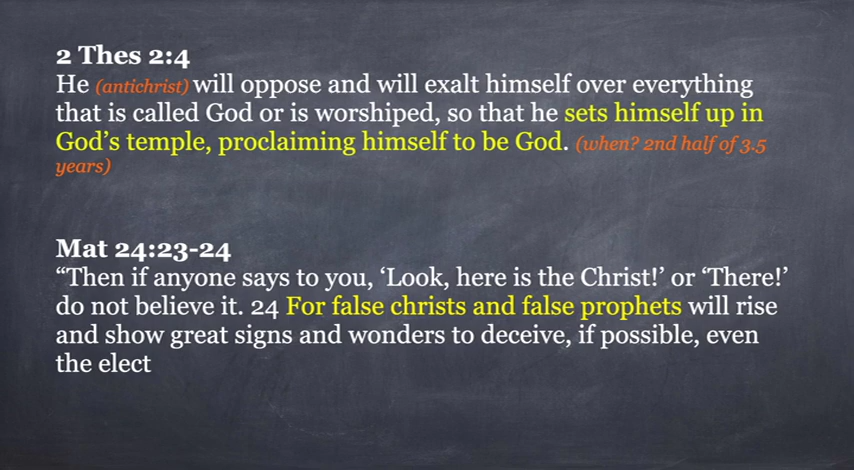 2 Thes 2:4
He (antichrist) will oppose and will exalt himself over everything
that is called God or is worshiped, so that he sets himself up in
God’s temple, proclaiming himself to be God. (when? 2nd half of 3.5
years)
Mat 24:23-24
“Then if anyone says to you, ‘Look, here is the Christ!’ or ‘There!’
do not believe it. 24 For false christs and false prophets will rise
and show great signs and wonders to deceive, if possible, even
the elect